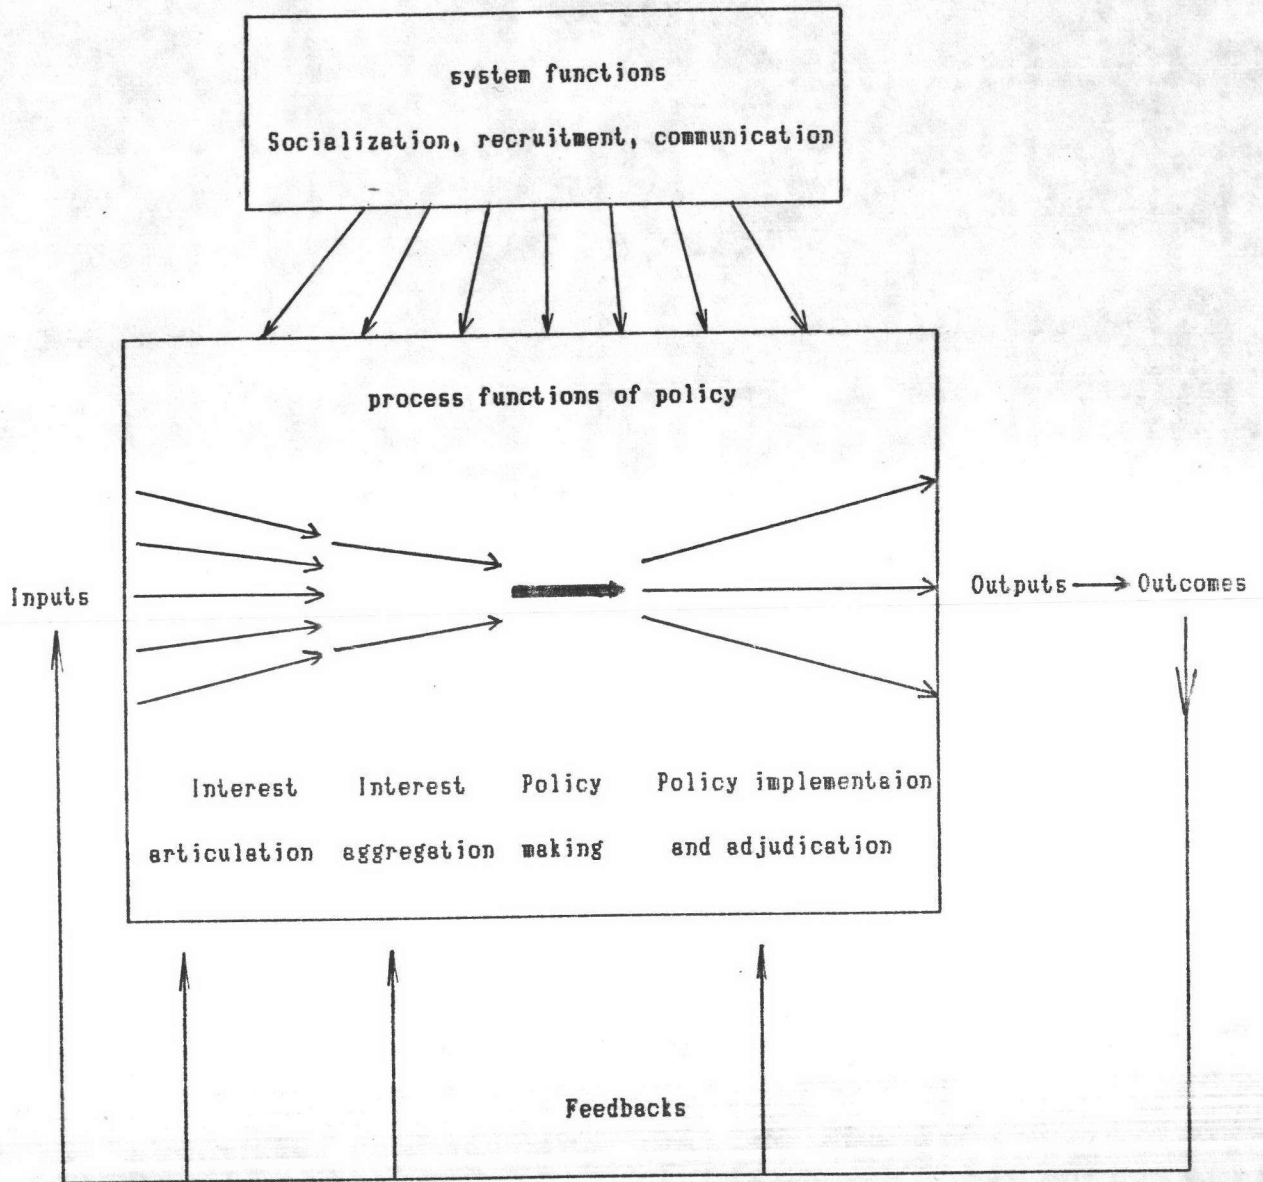 system functions
Socialization, recruitment, communication
process functions of policy
Inputs
Outputs
Outcomes
Interest
articulation
Interest
aggregation
Policy
making
Policy implementaion
and adjudication
Feedbacks